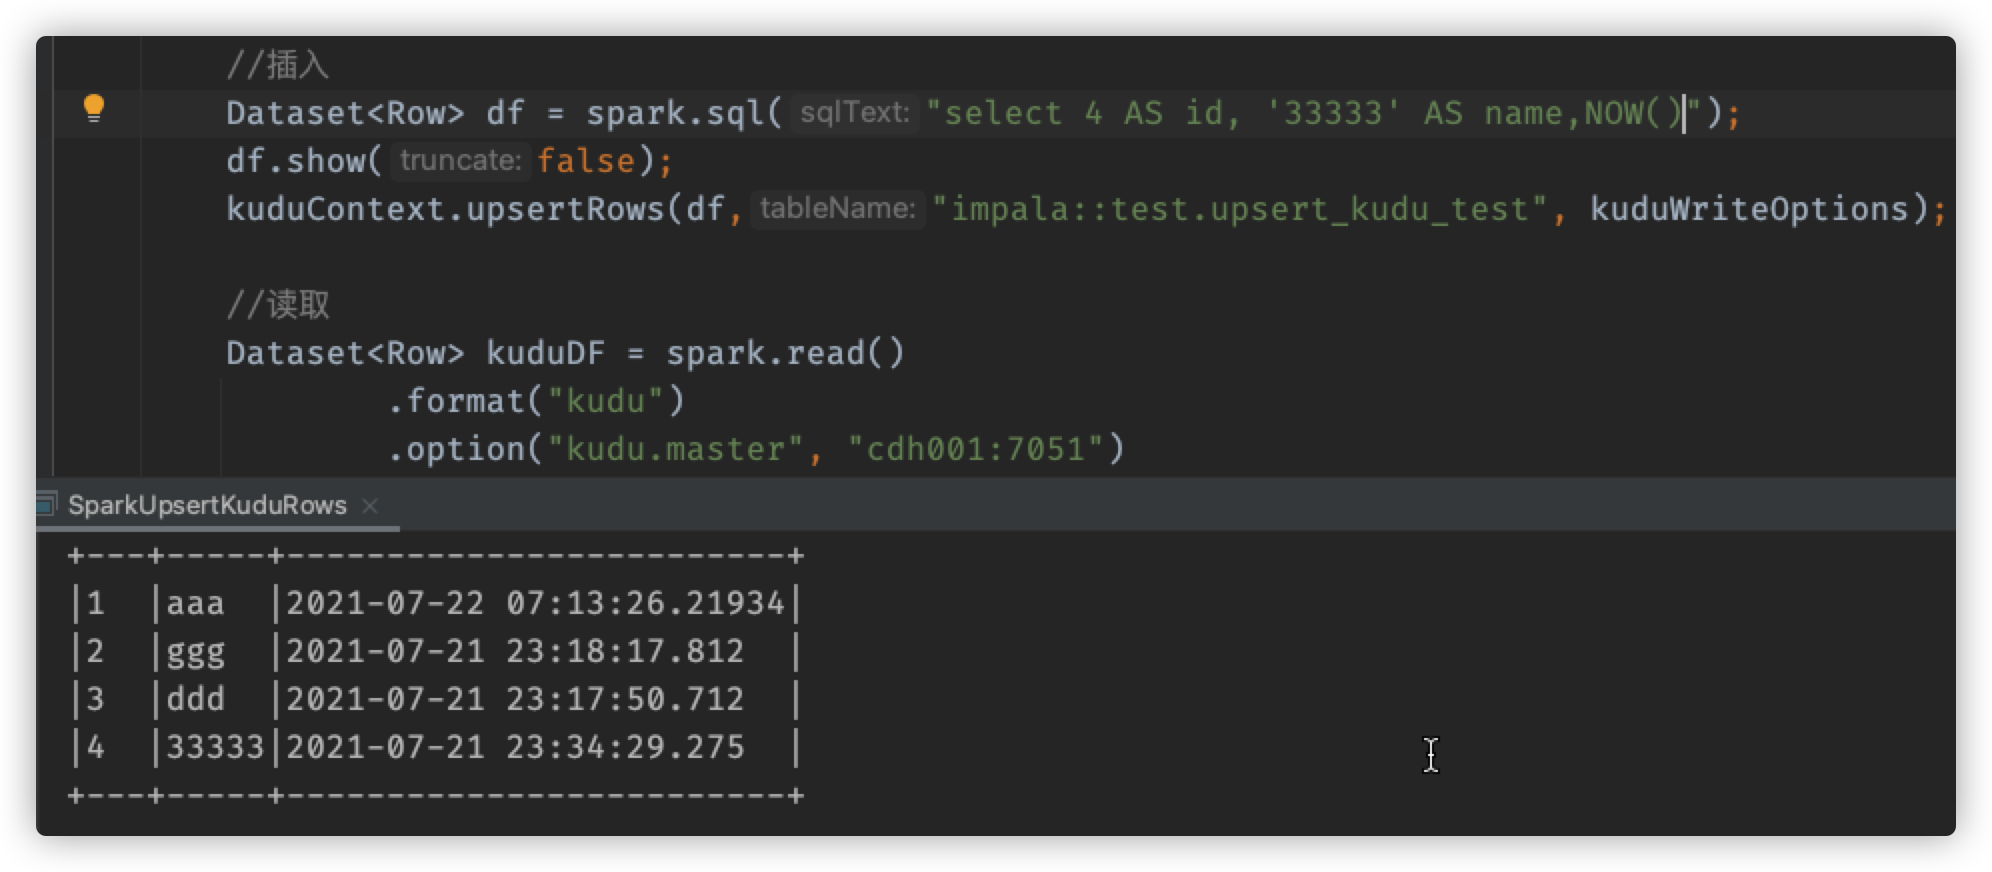 //插入
Dataset<Row> df = spark.sql( sqlText: "select 4 AS id, '33333' AS name,NOW()");
df.show( truncate: false);
kuduContext.upsertRows(df, tableName: "impala::test.upsert_kudu_test", kuduWriteOptions);
//读取
Dataset<Row> kuduDF = spark.read()
.format("kudu")
.option("kudu.master", "cdh001:7051")
SparkUpsertKuduRows ×
+---+-----+-------------------------+
|1  |aaa  |2021-07-22 07:13:26.21934|
|2  |ggg  |2021-07-21 23:18:17.812  |
|3  |ddd  |2021-07-21 23:17:50.712  |
|4  |33333|2021-07-21 23:34:29.275  |
+---+-----+-------------------------+